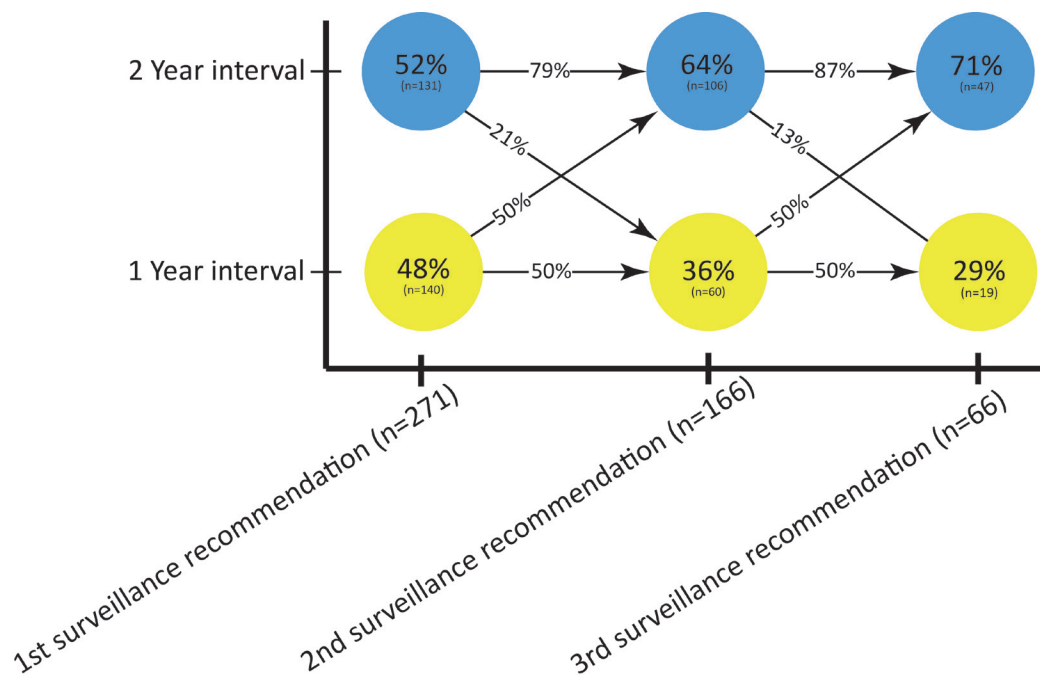 2 Year interval
52%
(n=131)
79%
64%
(n=106)
87%
71%
(n=47)
21%
50%
13%
50%
1 Year interval
48%
(n=140)
50%
36%
(n=60)
50%
29%
(n=19)
1st surveillance recommendation (n=271)
2nd surveillance recommendation (n=166)
3rd surveillance recommendation (n=66)